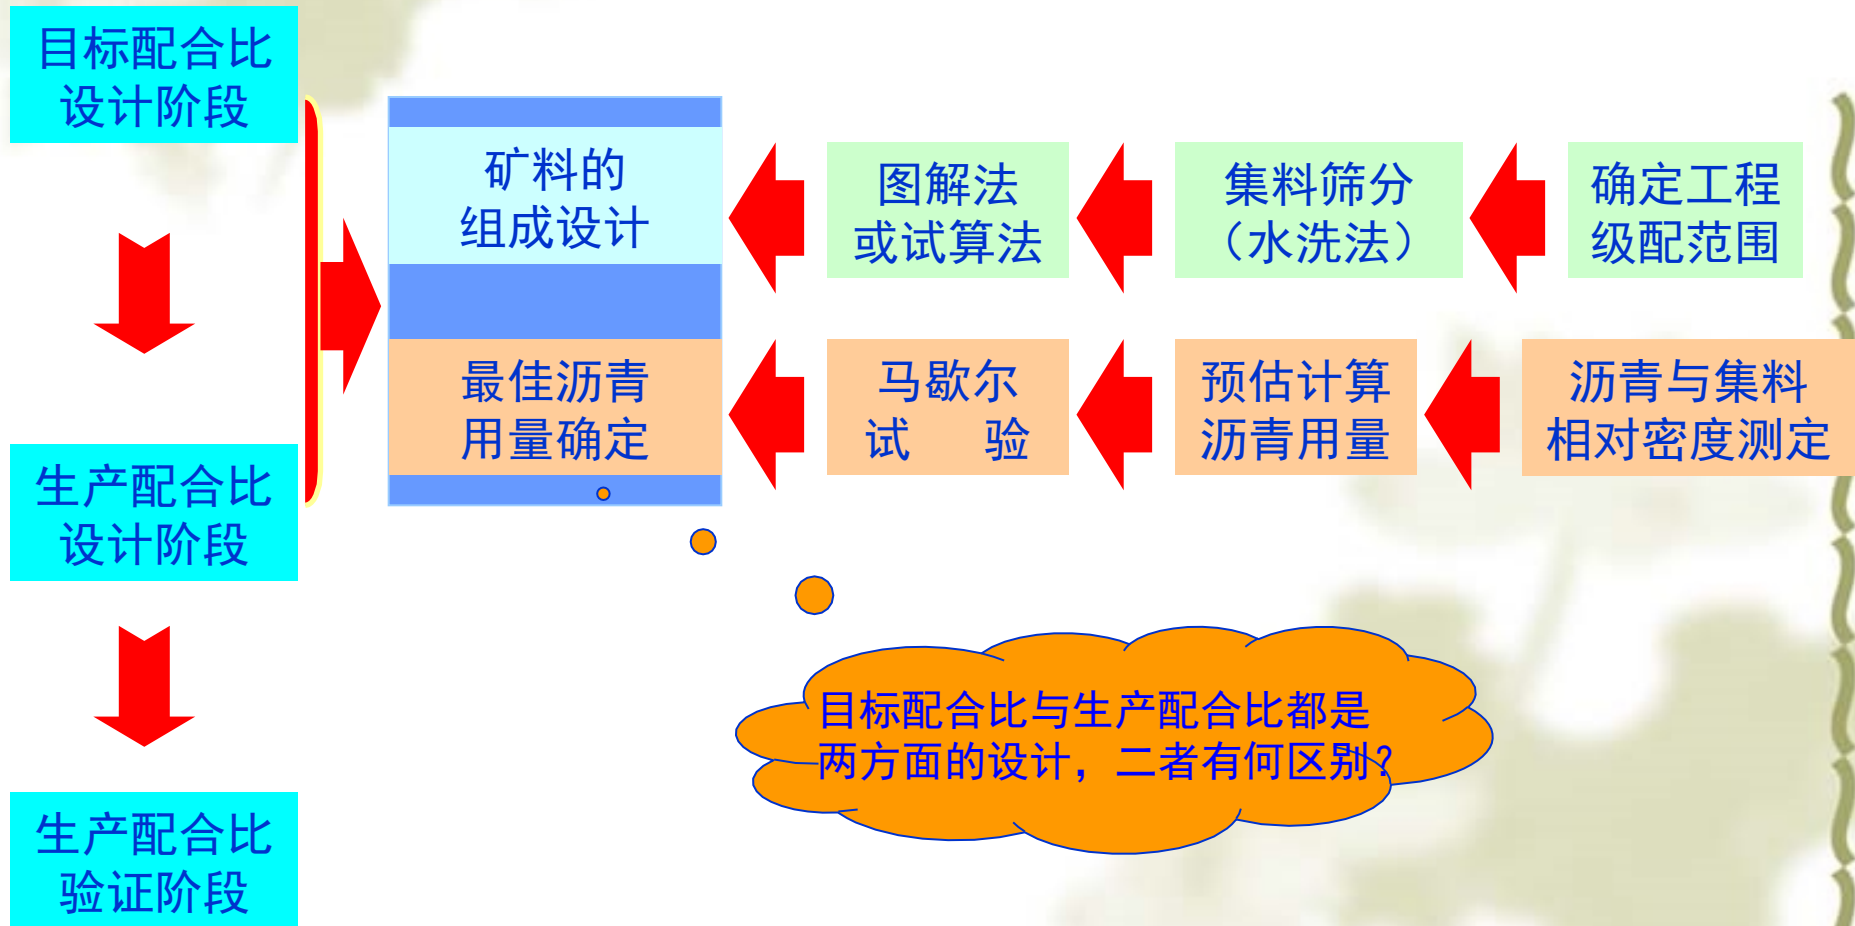 目标配合比
设计阶段
生产配合比
设计阶段
生产配合比
验证阶段
矿料的
组成设计
图解法
或试算法
集料筛分
（水洗法）
确定工程
级配范围
最佳沥青
用量确定
马歇尔
试 验
预估计算
沥青用量
沥青与集料
相对密度测定
目标配合比与生产配合比都是
两方面的设计，二者有何区别？